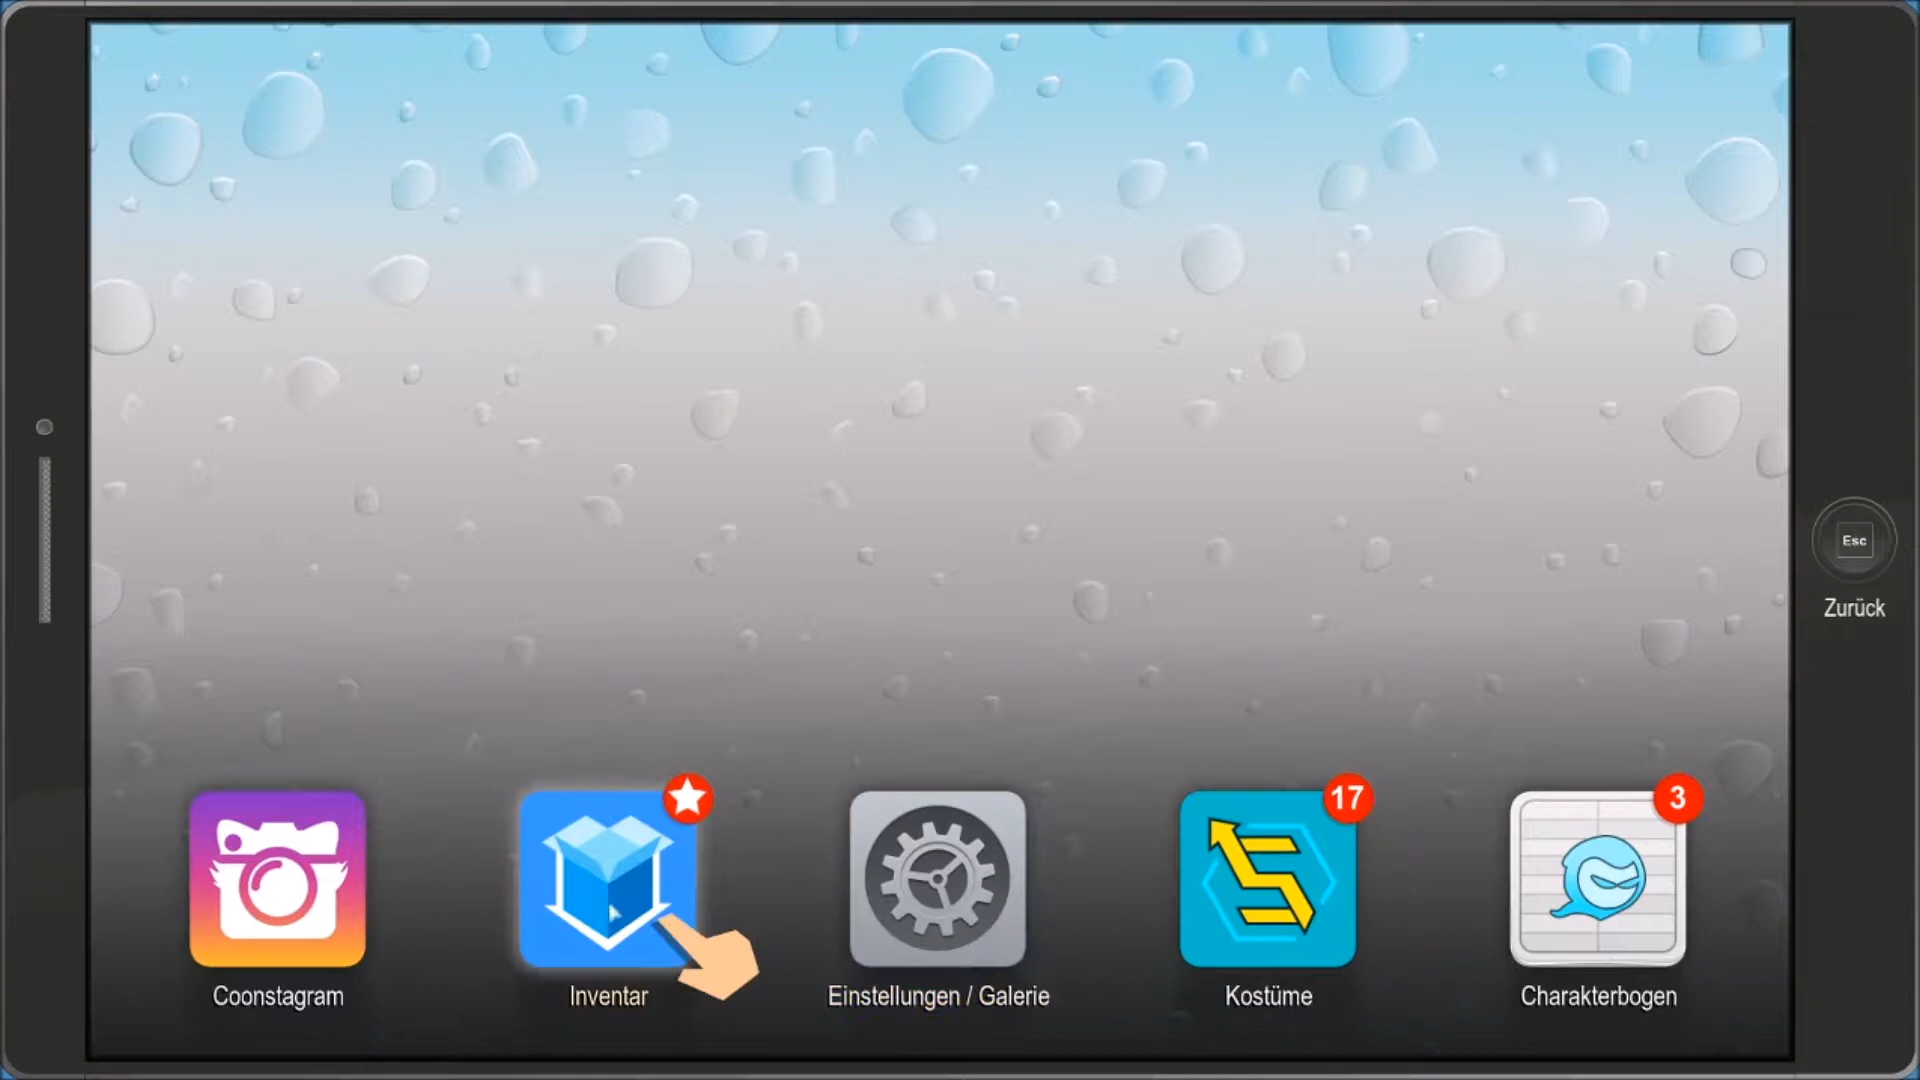 Esc
Zurück
17
3
Coonstagram
Inventar
Einstellungen / Galerie
Kostüme
Charakterbogen